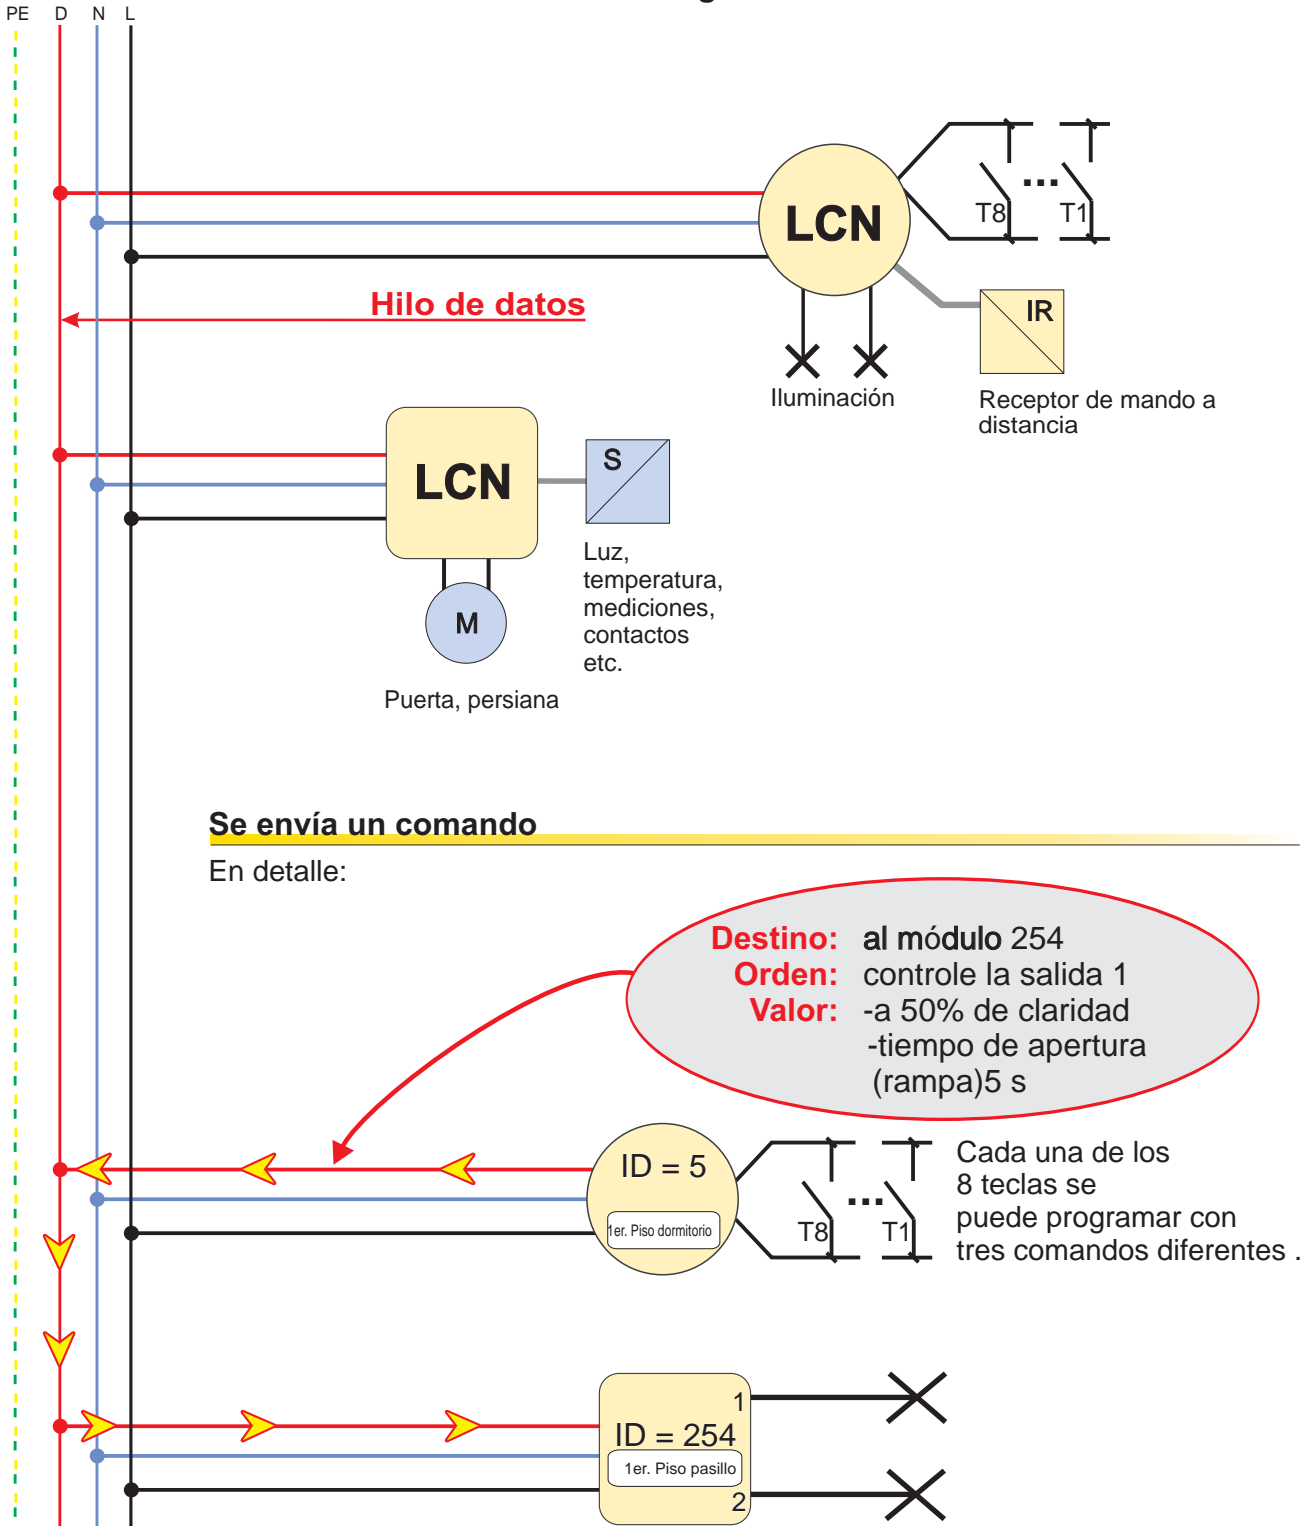 PE D N L
LCN
T8 ... T1
Hilo de datos
IR
Iluminación
Receptor de mando a
distancia
LCN
S
Luz,
temperatura,
mediciones,
contactos
etc.
M
Puerta, persiana
Se envía un comando
En detalle:
Destino: al módulo 254
Orden: controle la salida 1
Valor: -a 50% de claridad
-tiempo de apertura
(rampa)5 s
ID = 5
1er. Piso dormitorio
T8 ... T1
Cada una de los
8 teclas se
puede programar con
tres comandos diferentes .
1
ID = 254
1er. Piso pasillo
2